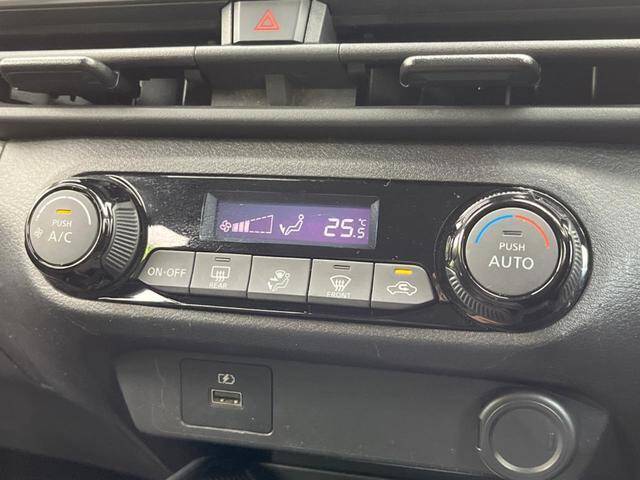 PUSH
A/C
25.5 °C
PUSH
AUTO
ON-OFF
REAR
FRONT